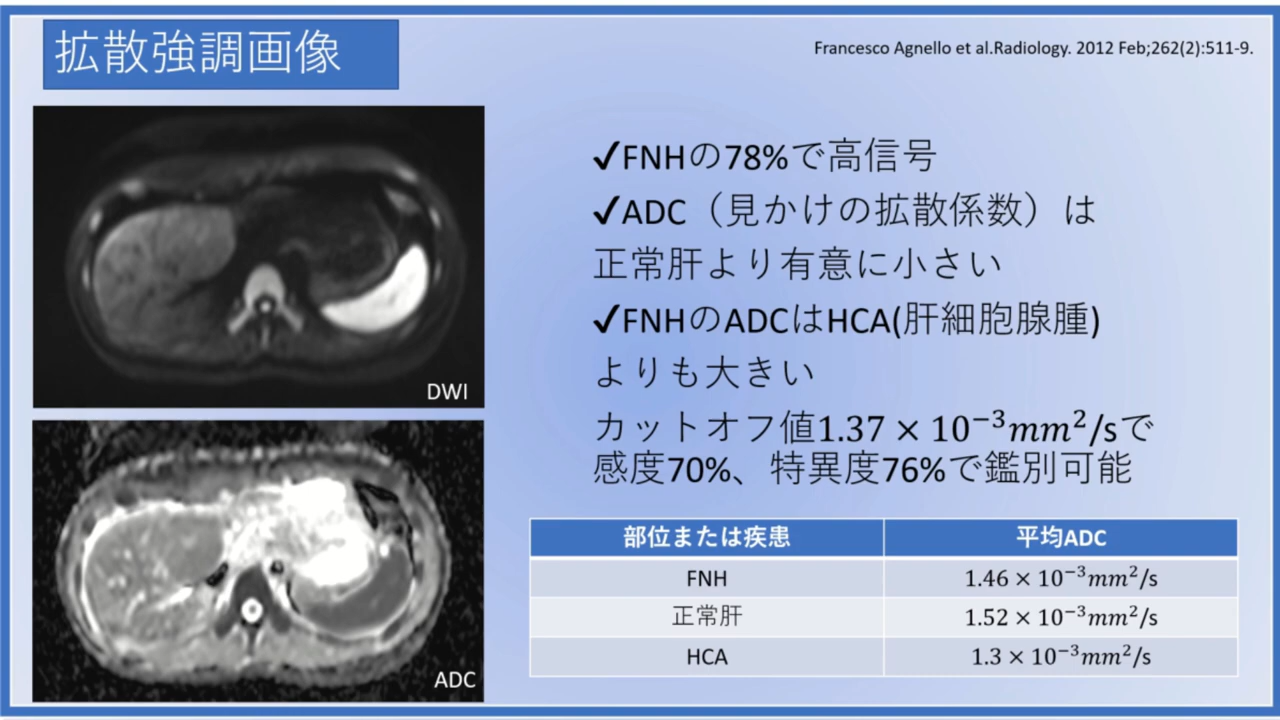 拡散強調画像
Francesco Agnello et al.Radiology. 2012 Feb;262(2):511-9.
DWI
ADC
✓FNHの78%で高信号
✓ADC（見かけの拡散係数）は
正常肝より有意に小さい
✓FNHのADCはHCA(肝細胞腺腫)
よりも大きい
カットオフ値1.37 × 10⁻³mm²/sで
感度70%、特異度76%で鑑別可能
部位または疾患 平均ADC
FNH 1.46 × 10⁻³mm²/s
正常肝 1.52 × 10⁻³mm²/s
HCA 1.3 × 10⁻³mm²/s